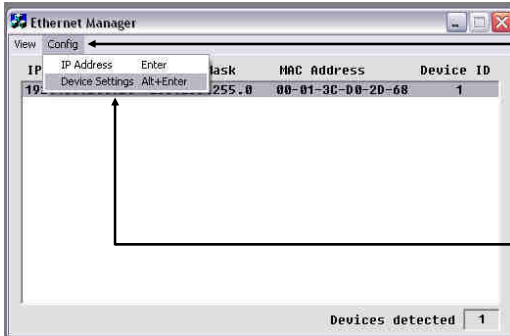 Ethernet Manager
View Config
IP Address Enter
Device Settings Alt+Enter
IP Mask MAC Address Device ID
255.0 00-01-3C-D0-2D-68 1
Devices detected 1